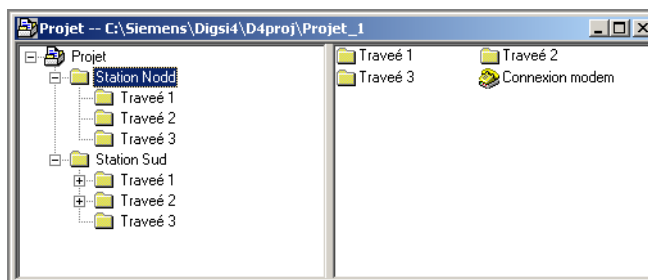 Projet -- C:\Siemens\Digsi4\D4proj\Projet_1
Projet
Station Nodd
Traveé 1
Traveé 2
Traveé 3
Station Sud
Traveé 1
Traveé 2
Traveé 3
Traveé 1 Traveé 2
Traveé 3 Connexion modem